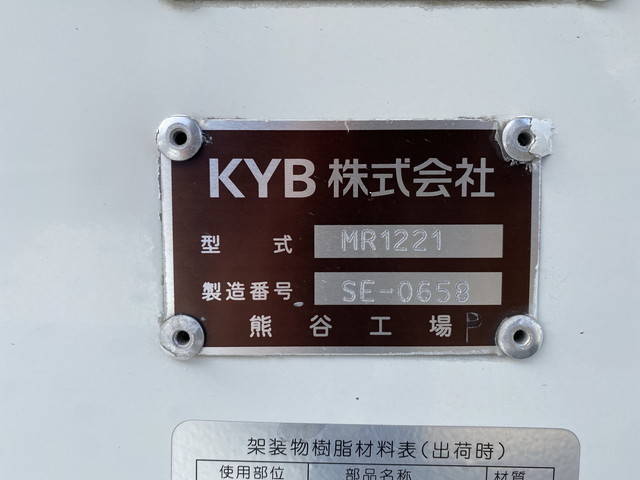 KYB 株式会社
型式 MR1221
製造番号 SE-0658
熊谷工場 P
架装物樹脂材料表(出荷時)
使用部位 部品名称 材質